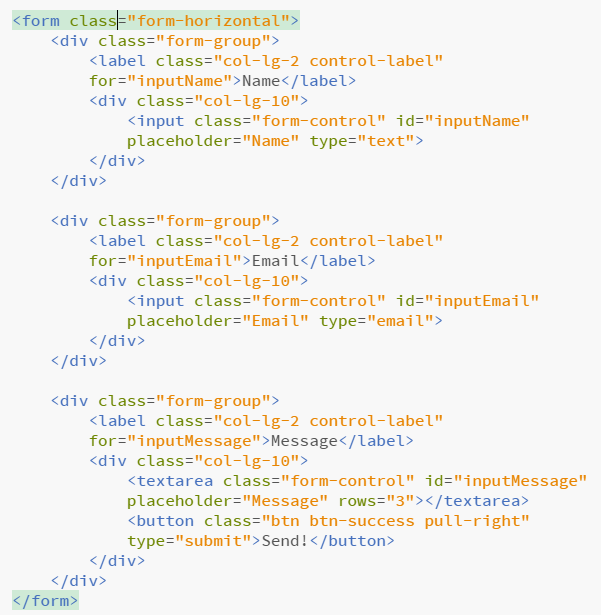 <form class="form-horizontal">
    <div class="form-group">
        <label class="col-lg-2 control-label"
        for="inputName">Name</label>
        <div class="col-lg-10">
            <input class="form-control" id="inputName"
            placeholder="Name" type="text">
        </div>
    </div>

    <div class="form-group">
        <label class="col-lg-2 control-label"
        for="inputEmail">Email</label>
        <div class="col-lg-10">
            <input class="form-control" id="inputEmail"
            placeholder="Email" type="email">
        </div>
    </div>

    <div class="form-group">
        <label class="col-lg-2 control-label"
        for="inputMessage">Message</label>
        <div class="col-lg-10">
            <textarea class="form-control" id="inputMessage"
            placeholder="Message" rows="3"></textarea>
            <button class="btn btn-success pull-right"
            type="submit">Send!</button>
        </div>
    </div>
</form>